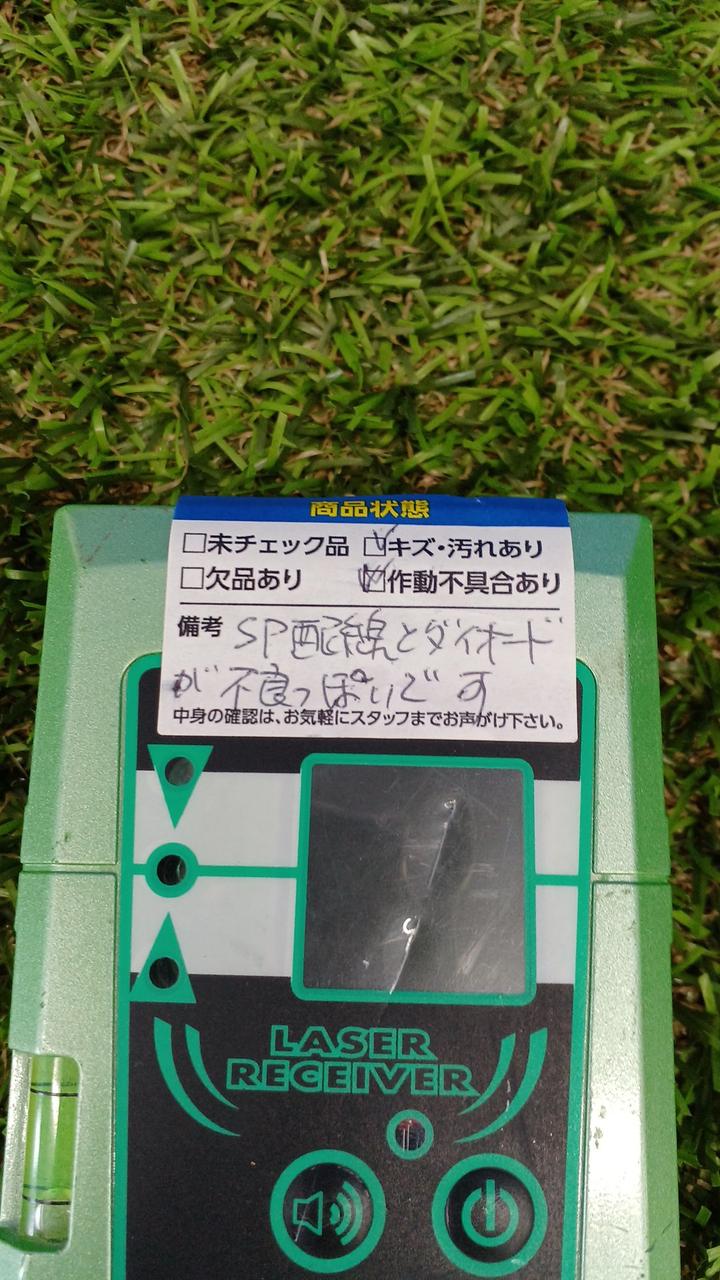 商品状態
□未チェック品 ☑キズ・汚れあり
□欠品あり ☑作動不具合あり
備考 SP配線とダイオード
が不良っぽいです
中身の確認は、お気軽にスタッフまでお声がけ下さい。
LASER
RECEIVER